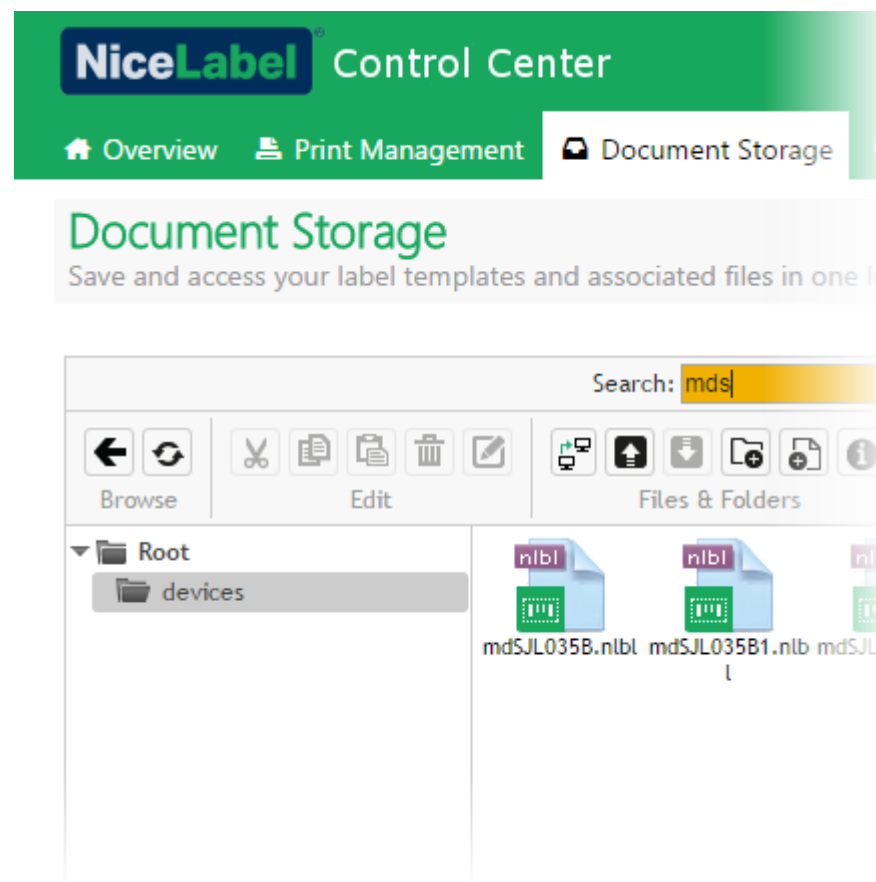 NiceLabel® Control Center
Overview Print Management Document Storage
Document Storage
Save and access your label templates and associated files in one
Search: mds
Browse Edit Files & Folders
Root
devices
nlbl nlbl
mdSJL035B.nlbl mdSJL035B1.nlb mdSJL
l